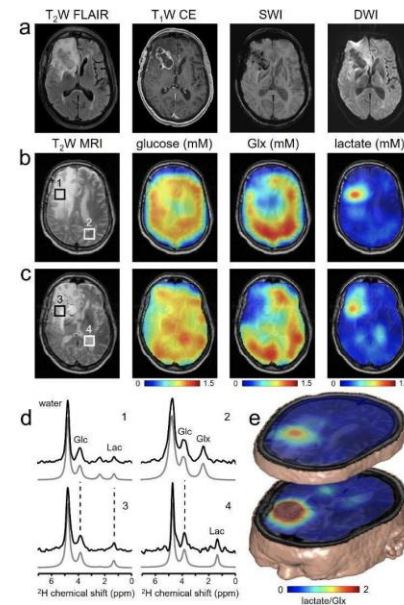 T₂W FLAIR T₁W CE SWI DWI
a
T₂W MRI glucose (mM) Glx (mM) lactate (mM)
b
1
2
c
3
4
0 1.5 0 1.5 0 1.5
d
water 1 2
Glc Glc
Lac Glx
e
3 4
Lac
6 4 2 0 6 4 2 0
²H chemical shift (ppm) ²H chemical shift (ppm)
0 2
lactate/Glx